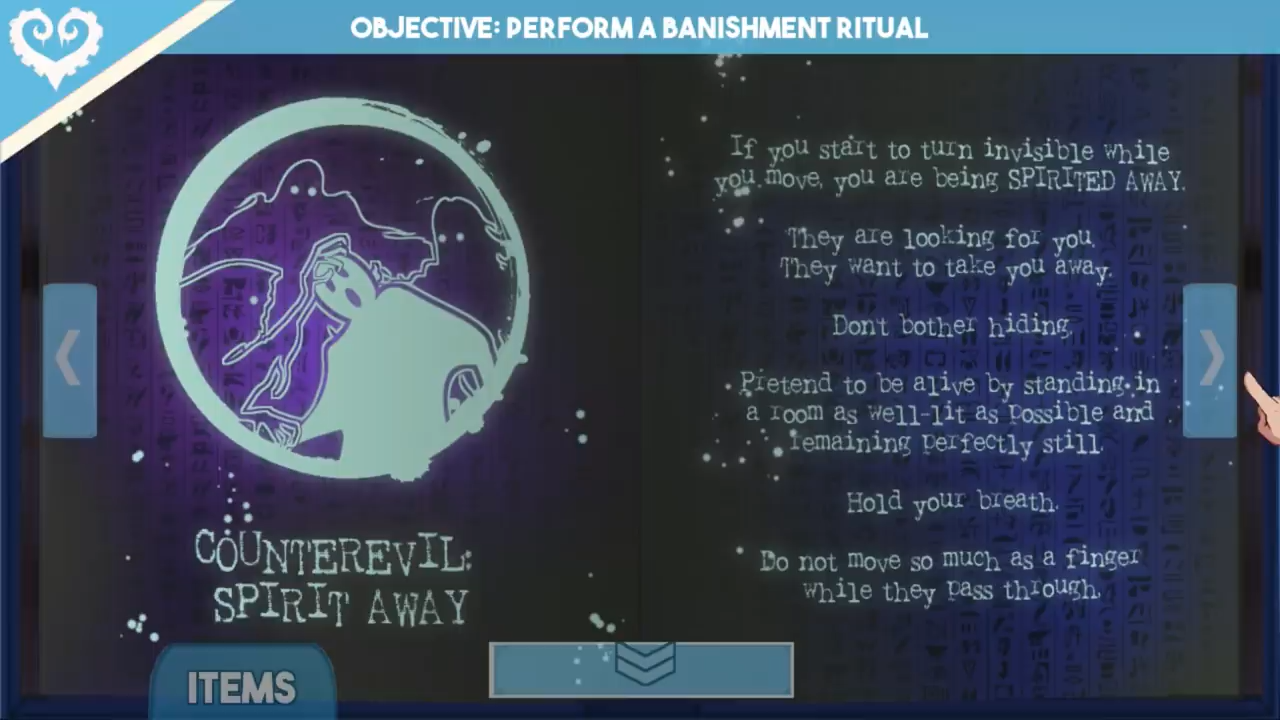 OBJECTIVE: PERFORM A BANISHMENT RITUAL
COUNTEREVIL:
SPIRIT AWAY
If you start to turn invisible while
you move, you are being SPIRITED AWAY.
They are looking for you.
They want to take you away.
Dont bother hiding.
Pretend to be alive by standing in
a room as well-lit as possible and
remaining perfectly still.
Hold your breath.
Do not move so much as a finger
while they pass through.
ITEMS